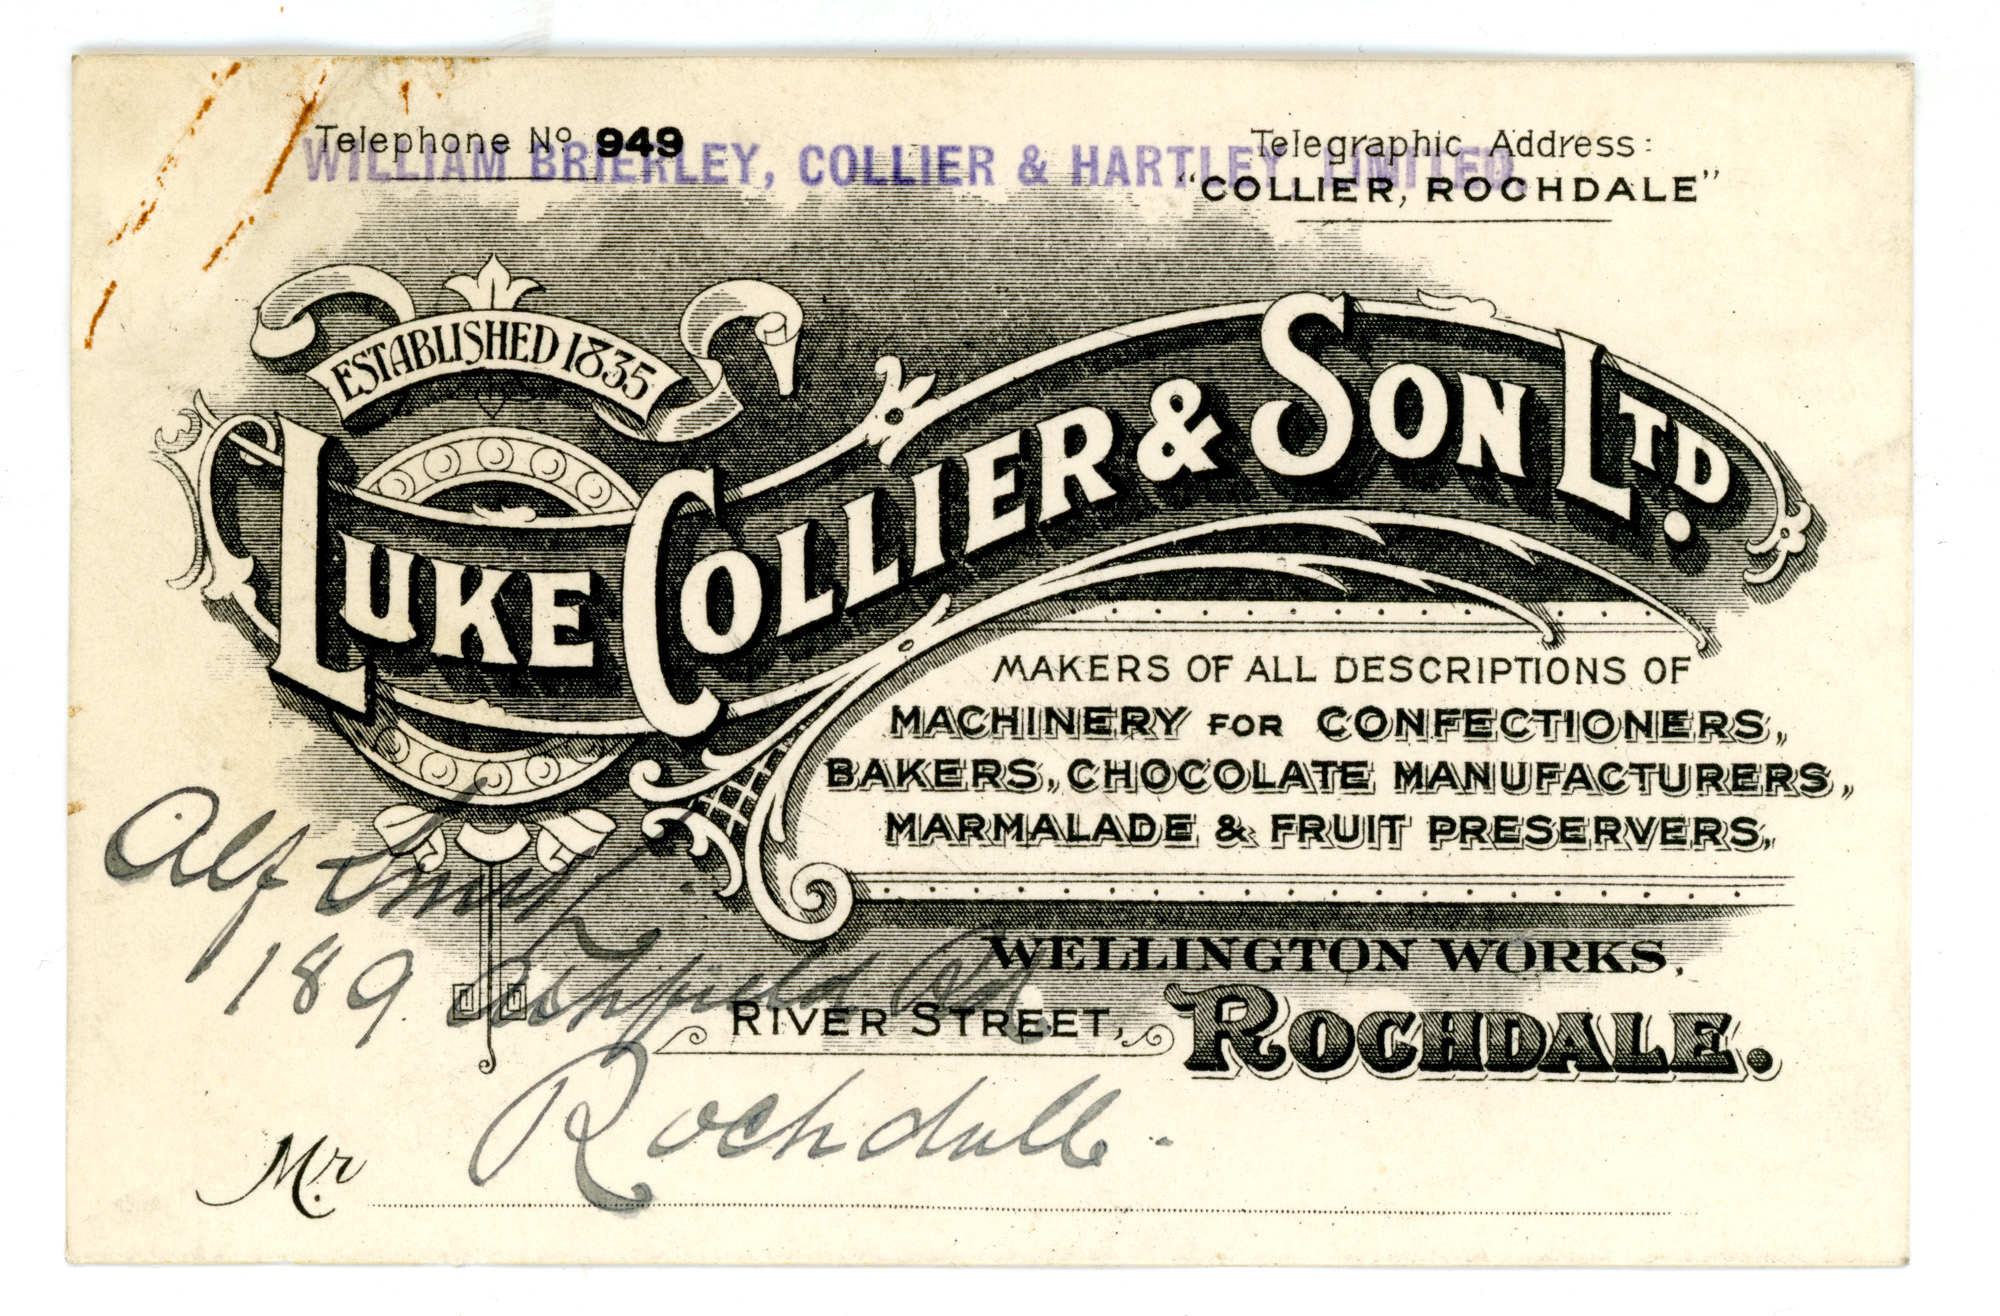 Telephone No 949
WILLIAM BRIERLEY, COLLIER & HARTLEY, LIMITED.
Telegraphic Address:
"COLLIER, ROCHDALE"
ESTABLISHED 1835
LUKE COLLIER & SON LTD.
MAKERS OF ALL DESCRIPTIONS OF
MACHINERY FOR CONFECTIONERS,
BAKERS, CHOCOLATE MANUFACTURERS,
MARMALADE & FRUIT PRESERVERS,
WELLINGTON WORKS,
RIVER STREET, ROCHDALE.
Alf
189. Rd
Rochdale.
Mr